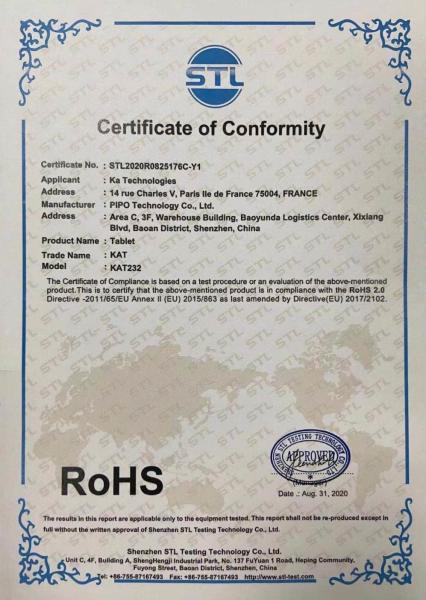 STL
Certificate of Conformity
Certificate No. : STL2020R0825176C-Y1
Applicant : Ka Technologies
Address : 14 rue Charles V, Paris Ile de France 75004, FRANCE
Manufacturer : PIPO Technology Co., Ltd.
Address : Area C, 3F, Warehouse Building, Baoyunda Logistics Center, Xixiang
Blvd, Baoan District, Shenzhen, China
Product Name : Tablet
Trade Name : KAT
Model : KAT232
The Certificate of Compliance is based on a test procedure or an evaluation of the above-mentioned
product.This is to certify that the above-mentioned product is in compliance with the RoHS 2.0
Directive -2011/65/EU Annex II (EU) 2015/863 as last amended by Directive(EU) 2017/2102.
SHENZHEN STL TESTING TECHNOLOGY CO., LTD
APPROVED
(Manager)
RoHS
Date .: Aug. 31, 2020
The results in this report are applicable only to the equipment tested. This report shall not be re-produced except in
full without the written approval of Shenzhen STL Testing Technology Co., Ltd.
Shenzhen STL Testing Technology Co., Ltd.:
Unit C, 4F, Building A, ShengHengji Industrial Park, No. 137 FuYuan 1 Road, Heping Community,
Fuyong Street, Baoan District, Shenzhen, China
Tel: +86-755-87167493 Fax: +86-755-87167493 http://www.stl-test.com/